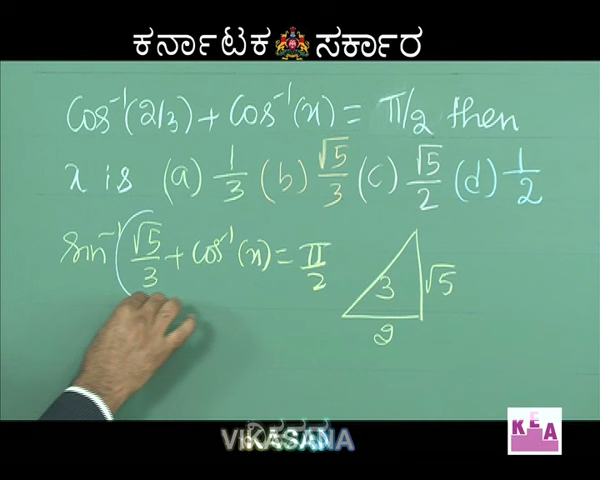 ಕರ್ನಾಟಕ ಸರ್ಕಾರ
Cos⁻¹(2/3) + Cos⁻¹(x) = π/2 then
x is (a) 1/3 (b) √5/3 (c) √5/2 (d) 1/2
Sin⁻¹(√5/3 + Cos⁻¹(x) = π/2
3 √5
2
VIKASANA
KEA